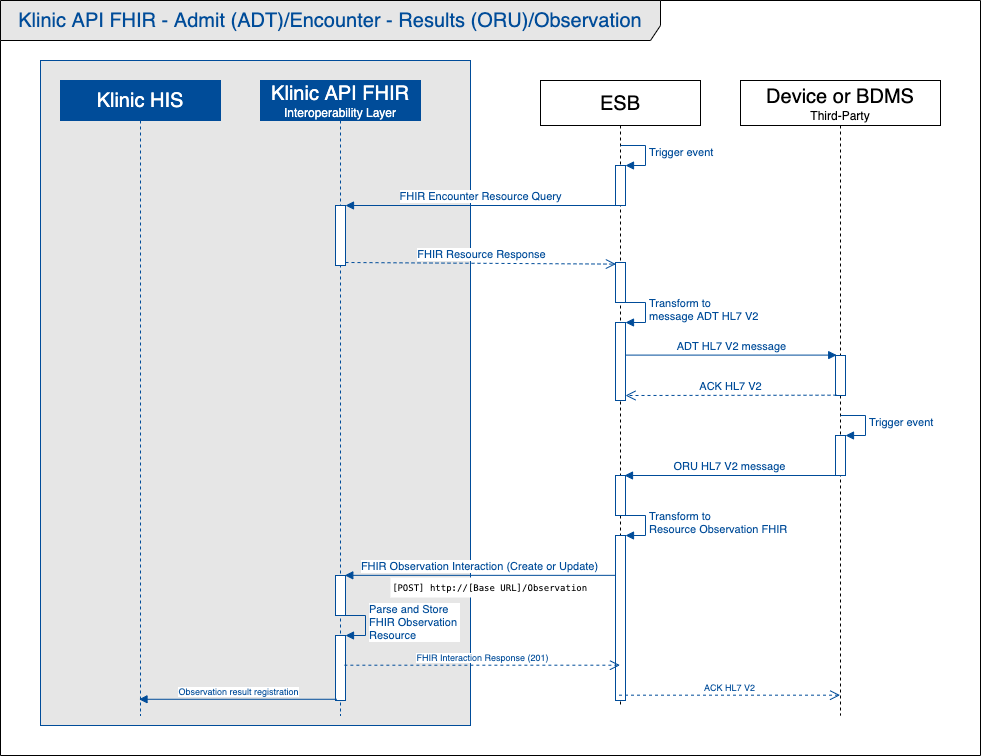 Klinic API FHIR - Admit (ADT)/Encounter - Results (ORU)/Observation
Klinic HIS
Klinic API FHIR
Interoperability Layer
ESB
Device or BDMS
Third-Party
Trigger event
FHIR Encounter Resource Query
FHIR Resource Response
Transform to
message ADT HL7 V2
ADT HL7 V2 message
ACK HL7 V2
Trigger event
ORU HL7 V2 message
Transform to
Resource Observation FHIR
FHIR Observation Interaction (Create or Update)
[POST] http://[Base URL]/Observation
Parse and Store
FHIR Observation
Resource
FHIR Interaction Response (201)
Observation result registration
ACK HL7 V2